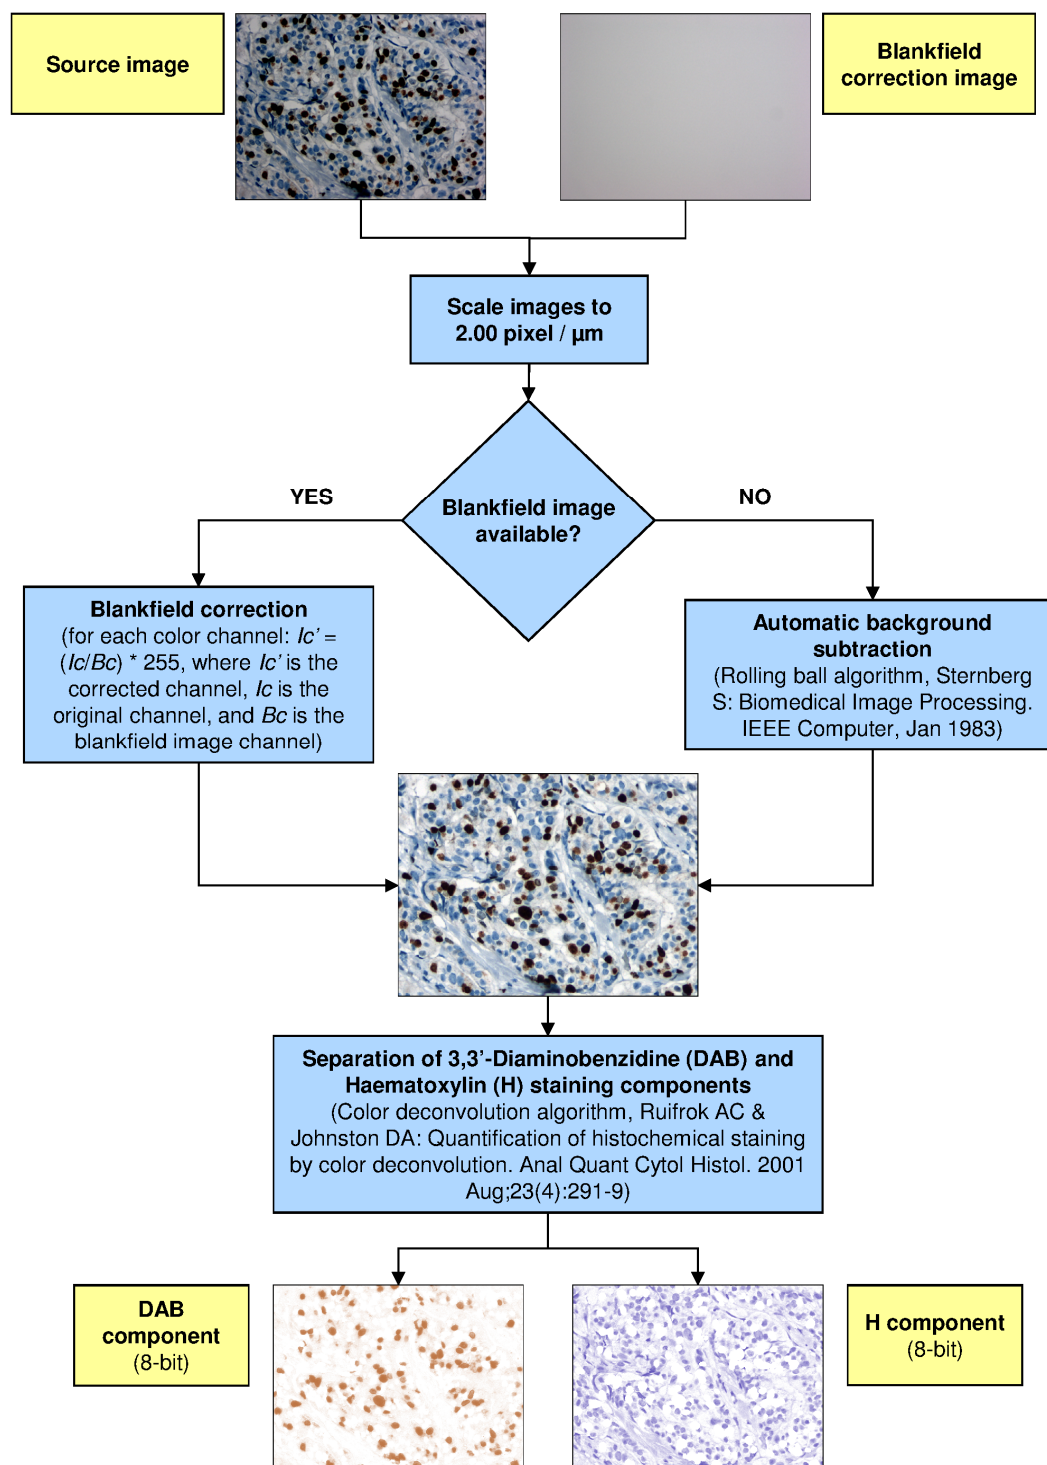 Source image
Blankfield
correction image
Scale images to
2.00 pixel / µm
Blankfield image
available?
YES
NO
Blankfield correction
(for each color channel: Ic’ =
(Ic/Bc) * 255, where Ic’ is the
corrected channel, Ic is the
original channel, and Bc is the
blankfield image channel)
Automatic background
subtraction
(Rolling ball algorithm, Sternberg
S: Biomedical Image Processing.
IEEE Computer, Jan 1983)
Separation of 3,3’-Diaminobenzidine (DAB) and
Haematoxylin (H) staining components
(Color deconvolution algorithm, Ruifrok AC &
Johnston DA: Quantification of histochemical staining
by color deconvolution. Anal Quant Cytol Histol. 2001
Aug;23(4):291-9)
DAB
component
(8-bit)
H component
(8-bit)